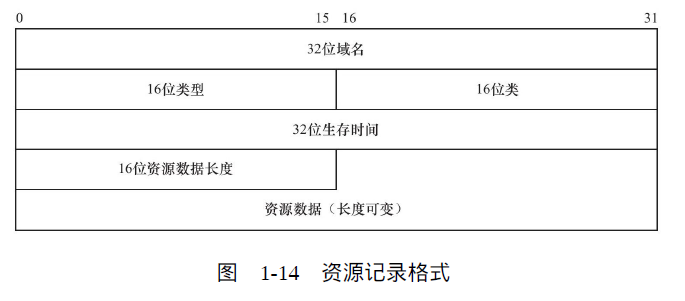 0 15 16 31
32位域名
16位类型 16位类
32位生存时间
16位资源数据长度
资源数据（长度可变）
图 1-14 资源记录格式